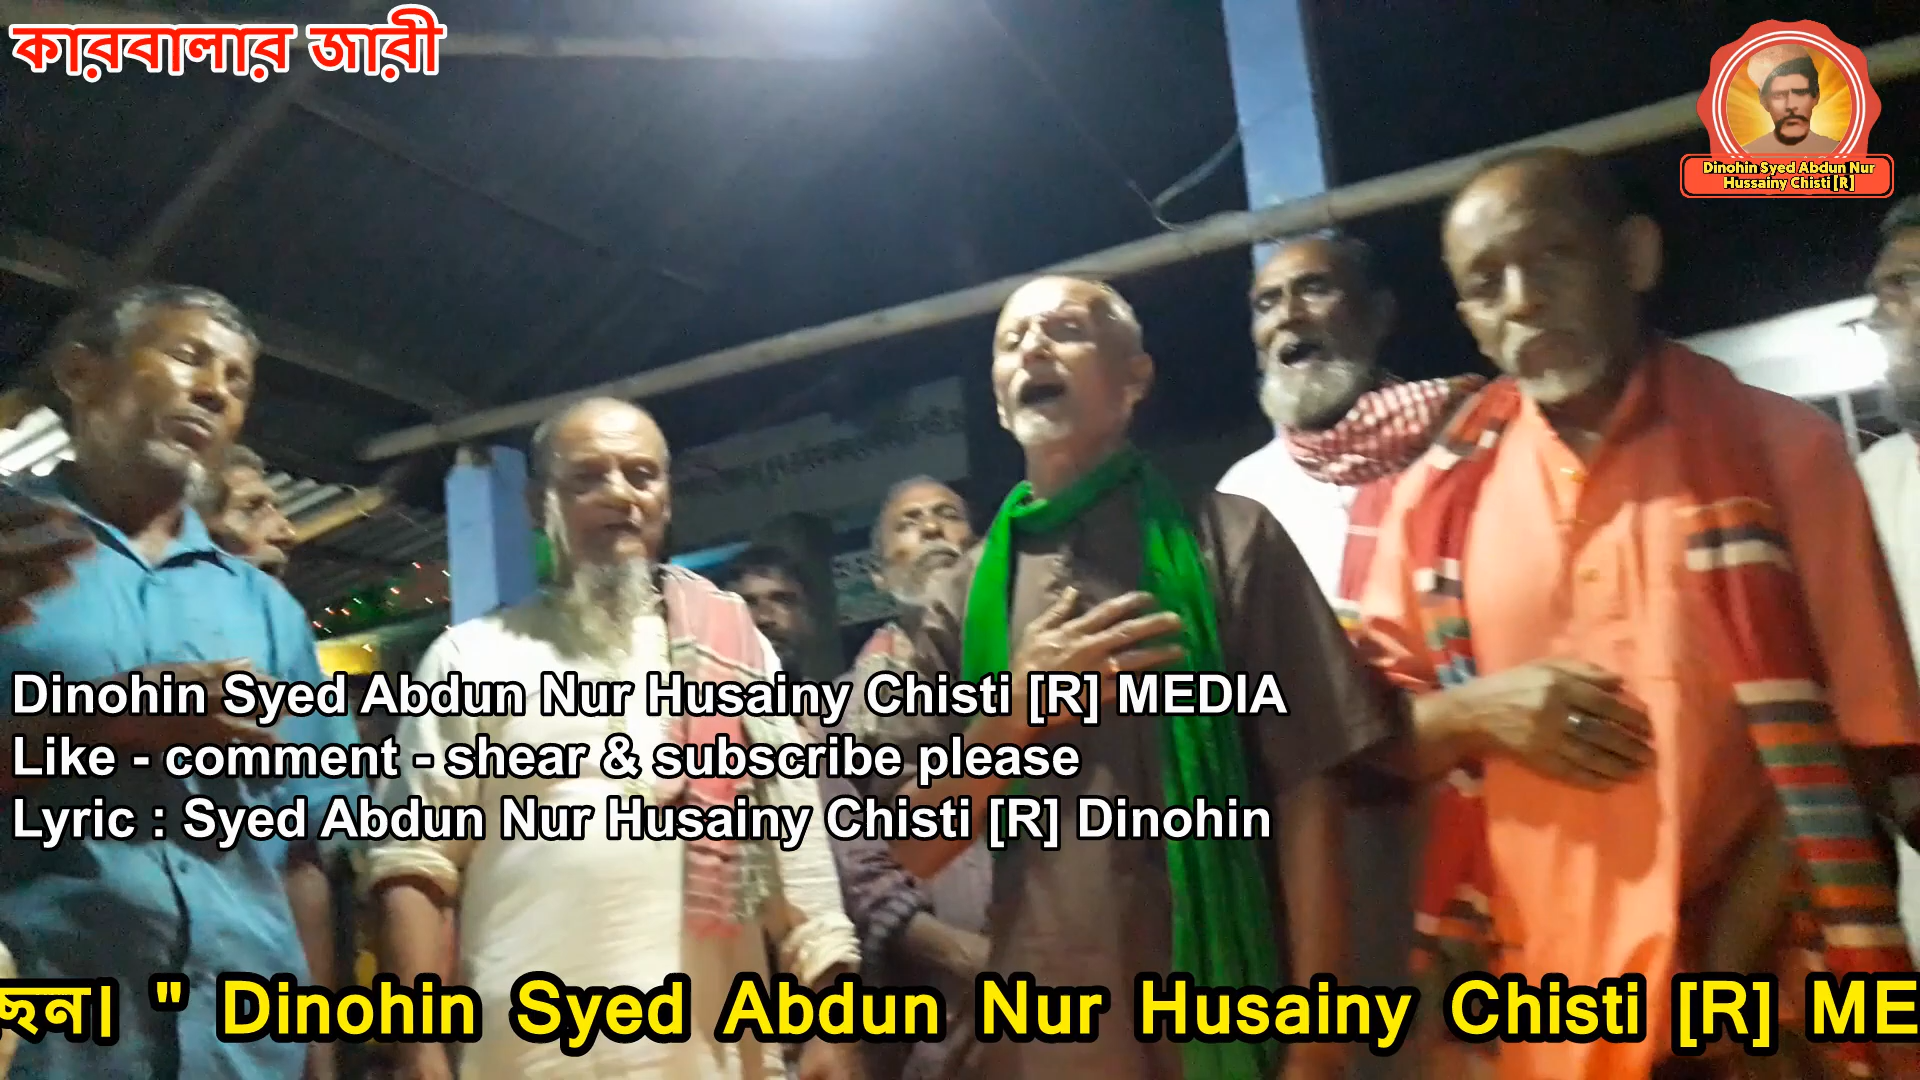 কারবালার জারী
Dinohin Syed Abdun Nur
Hussainy Chisti [R]
Dinohin Syed Abdun Nur Husainy Chisti [R] MEDIA
Like - comment - shear & subscribe please
Lyric : Syed Abdun Nur Husainy Chisti [R] Dinohin
ছেন। " Dinohin Syed Abdun Nur Husainy Chisti [R] ME